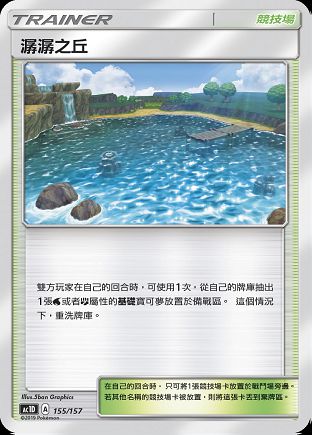 TRAINER 競技場
潺潺之丘
雙方玩家在自己的回合時，可使用1次，從自己的牌庫抽出
1張或者屬性的基礎寶可夢放置於備戰區。 這個情況
下，重洗牌庫。
在自己的回合時， 只可將1張競技場卡放於戰鬥場旁邊。
若其他名稱的競技場卡被放置，則將這張卡丟到棄牌區。
Illus.5ban Graphics
AC1D A 155/157
©2019 Pokémon